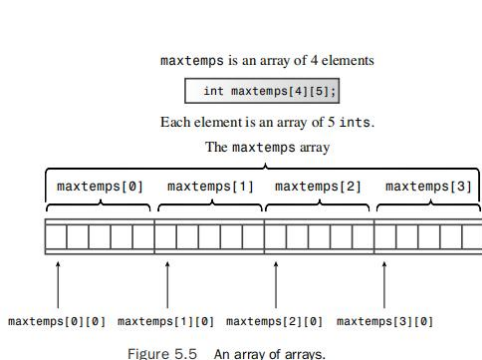 maxtemps is an array of 4 elements
int maxtemps[4][5];
Each element is an array of 5 ints.
The maxtemps array
maxtemps[0] maxtemps[1] maxtemps[2] maxtemps[3]
maxtemps[0][0] maxtemps[1][0] maxtemps[2][0] maxtemps[3][0]
Figure 5.5 An array of arrays.